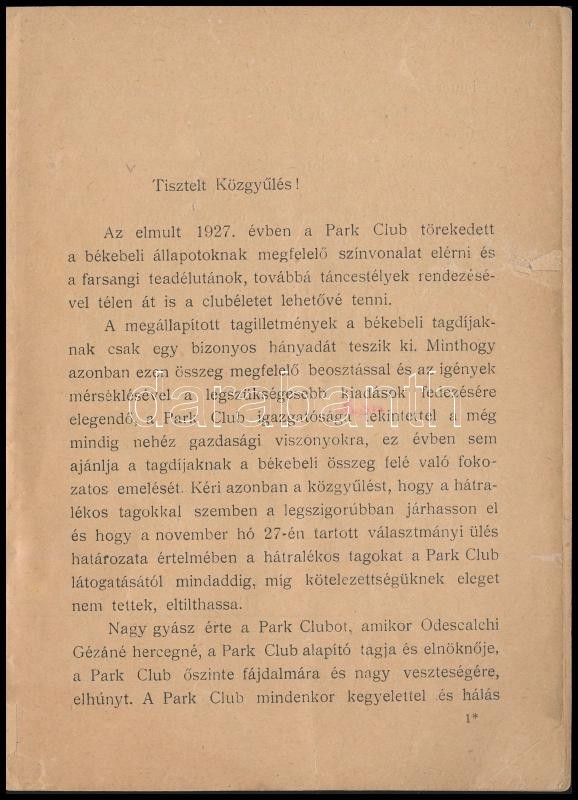 Tisztelt Közgyűlés!
Az elmult 1927. évben a Park Club törekedett
a békebeli állapotoknak megfelelő színvonalat elérni és
a farsangi teadélutánok, továbbá táncestélyek rendezésé-
vel télen át is a clubéletet lehetővé tenni.
A megállapított tagilletmények a békebeli tagdíjak-
nak csak egy bizonyos hányadát teszik ki. Minthogy
azonban ezen összeg megfelelő beosztással és az igények
mérséklésével a legszükségesebb kiadások fedezésére
elegendő, a Park Club igazgatósága tekintettel a még
mindig nehéz gazdasági viszonyokra, ez évben sem
ajánlja a tagdíjaknak a békebeli összeg felé való foko-
zatos emelését. Kéri azonban a közgyűlést, hogy a hátra-
lékos tagokkal szemben a legszigorúbban járhasson el
és hogy a november hó 27-én tartott választmányi ülés
határozata értelmében a hátralékos tagokat a Park Club
látogatásától mindaddig, míg kötelezettségüknek eleget
nem tettek, eltilthassa.
Nagy gyász érte a Park Clubot, amikor Odescalchi
Gézáné hercegné, a Park Club alapító tagja és elnöknője,
a Park Club őszinte fájdalmára és nagy veszteségére,
elhúnyt. A Park Club mindenkor kegyelettel és hálás
1*
darabanth